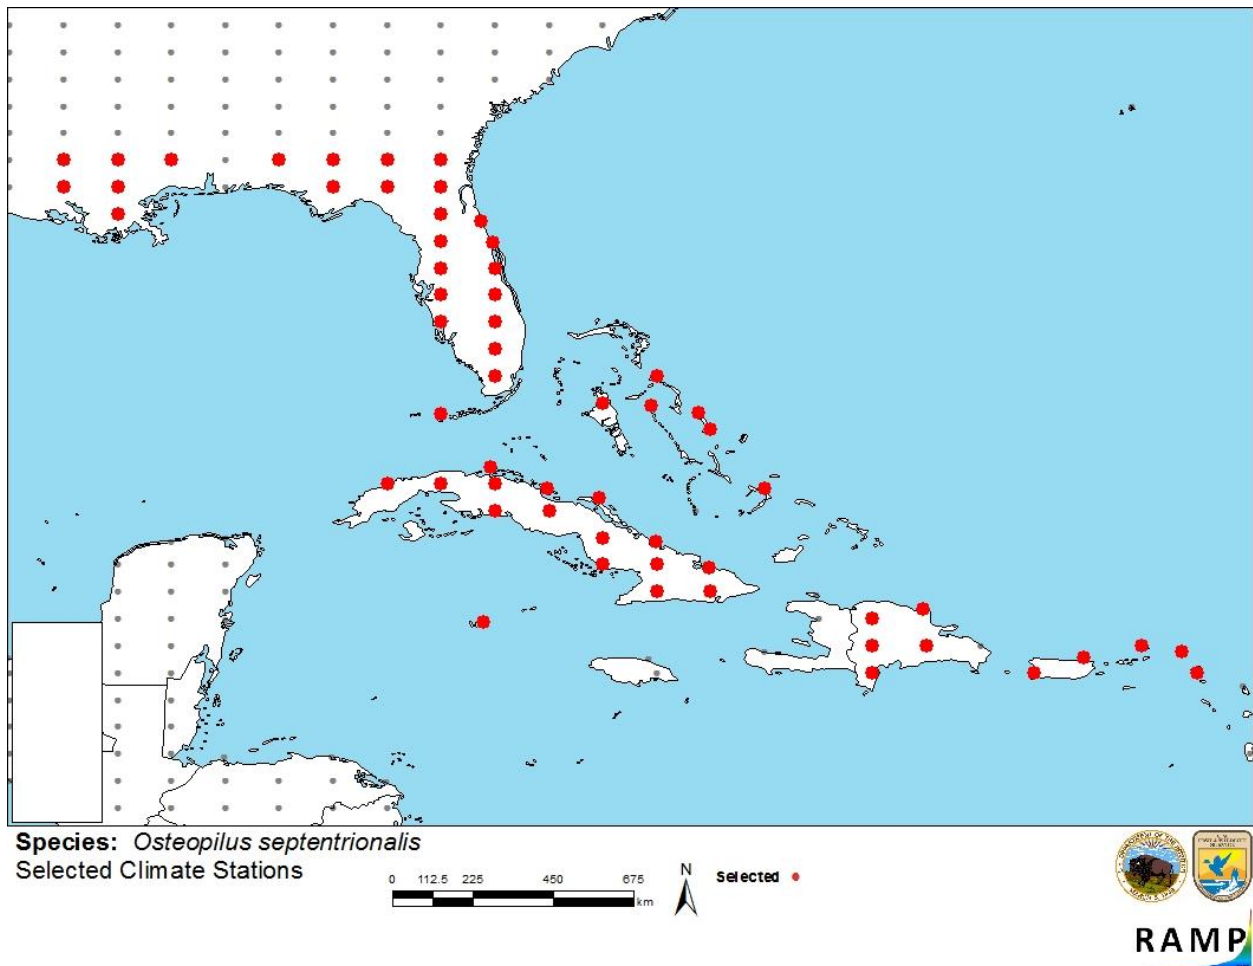 Species: Osteopilus septentrionalis
Selected Climate Stations
0 112.5 225 450 675
km
N
Selected
RAMP